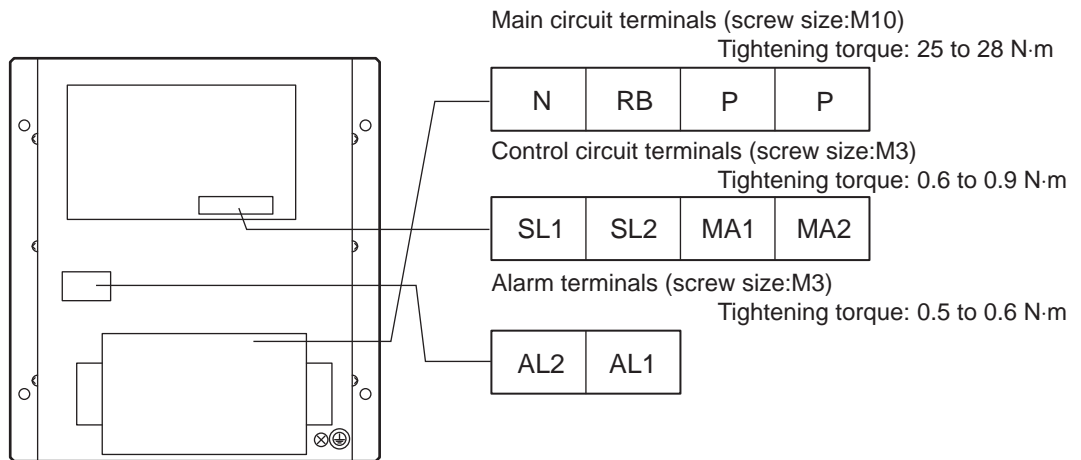 Main circuit terminals (screw size:M10)
Tightening torque: 25 to 28 N·m
N RB P P
Control circuit terminals (screw size:M3)
Tightening torque: 0.6 to 0.9 N·m
SL1 SL2 MA1 MA2
Alarm terminals (screw size:M3)
Tightening torque: 0.5 to 0.6 N·m
AL2 AL1